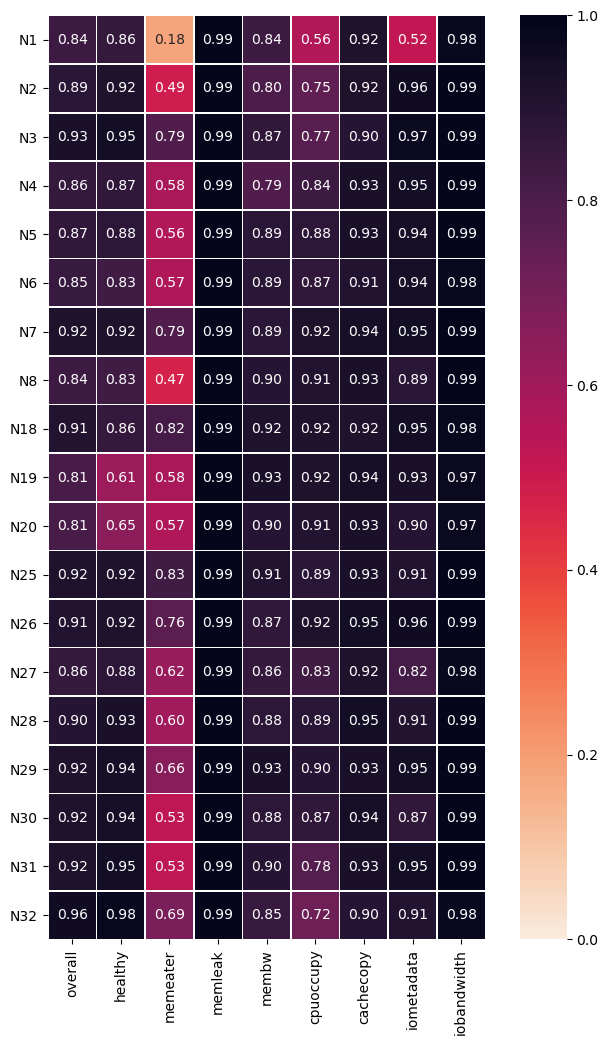 N1 0.84 0.86 0.18 0.99 0.84 0.56 0.92 0.52 0.98
N2 0.89 0.92 0.49 0.99 0.80 0.75 0.92 0.96 0.99
N3 0.93 0.95 0.79 0.99 0.87 0.77 0.90 0.97 0.99
N4 0.86 0.87 0.58 0.99 0.79 0.84 0.93 0.95 0.99
N5 0.87 0.88 0.56 0.99 0.89 0.88 0.93 0.94 0.99
N6 0.85 0.83 0.57 0.99 0.89 0.87 0.91 0.94 0.98
N7 0.92 0.92 0.79 0.99 0.89 0.92 0.94 0.95 0.99
N8 0.84 0.83 0.47 0.99 0.90 0.91 0.93 0.89 0.99
N18 0.91 0.86 0.82 0.99 0.92 0.92 0.92 0.95 0.98
N19 0.81 0.61 0.58 0.99 0.93 0.92 0.94 0.93 0.97
N20 0.81 0.65 0.57 0.99 0.90 0.91 0.93 0.90 0.97
N25 0.92 0.92 0.83 0.99 0.91 0.89 0.93 0.91 0.99
N26 0.91 0.92 0.76 0.99 0.87 0.92 0.95 0.96 0.99
N27 0.86 0.88 0.62 0.99 0.86 0.83 0.92 0.82 0.98
N28 0.90 0.93 0.60 0.99 0.88 0.89 0.95 0.91 0.99
N29 0.92 0.94 0.66 0.99 0.93 0.90 0.93 0.95 0.99
N30 0.92 0.94 0.53 0.99 0.88 0.87 0.94 0.87 0.99
N31 0.92 0.95 0.53 0.99 0.90 0.78 0.93 0.95 0.99
N32 0.96 0.98 0.69 0.99 0.85 0.72 0.90 0.91 0.98
overall
healthy
memeater
memleak
membw
cpuoccupy
cachecopy
iometadata
iobandwidth
1.0
0.8
0.6
0.4
0.2
0.0